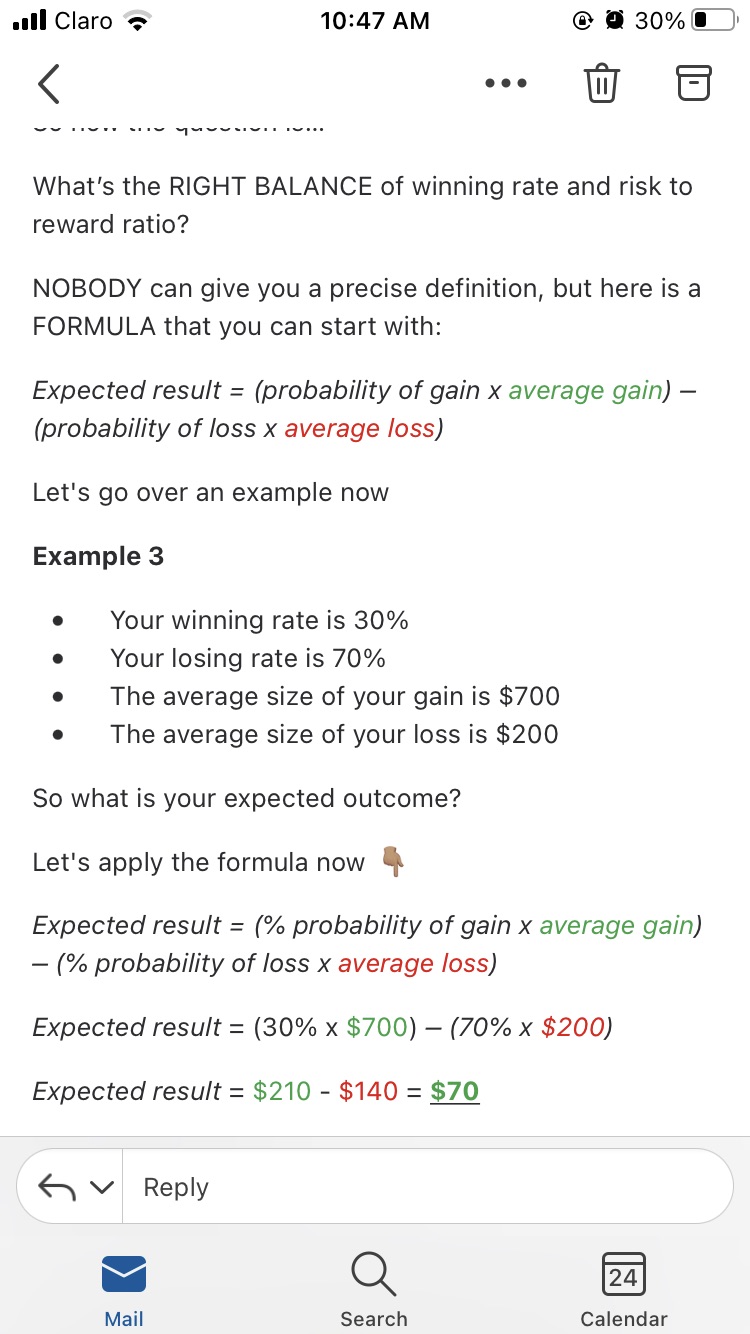 Claro
10:47 AM
30%
What's the RIGHT BALANCE of winning rate and risk to
reward ratio?
NOBODY can give you a precise definition, but here is a
FORMULA that you can start with:
Expected result = (probability of gain x average gain) –
(probability of loss x average loss)
Let's go over an example now
Example 3
• Your winning rate is 30%
• Your losing rate is 70%
• The average size of your gain is $700
• The average size of your loss is $200
So what is your expected outcome?
Let's apply the formula now 👇🏽
Expected result = (% probability of gain x average gain)
– (% probability of loss x average loss)
Expected result = (30% x $700) – (70% x $200)
Expected result = $210 - $140 = $70
Reply
24
Mail
Search
Calendar